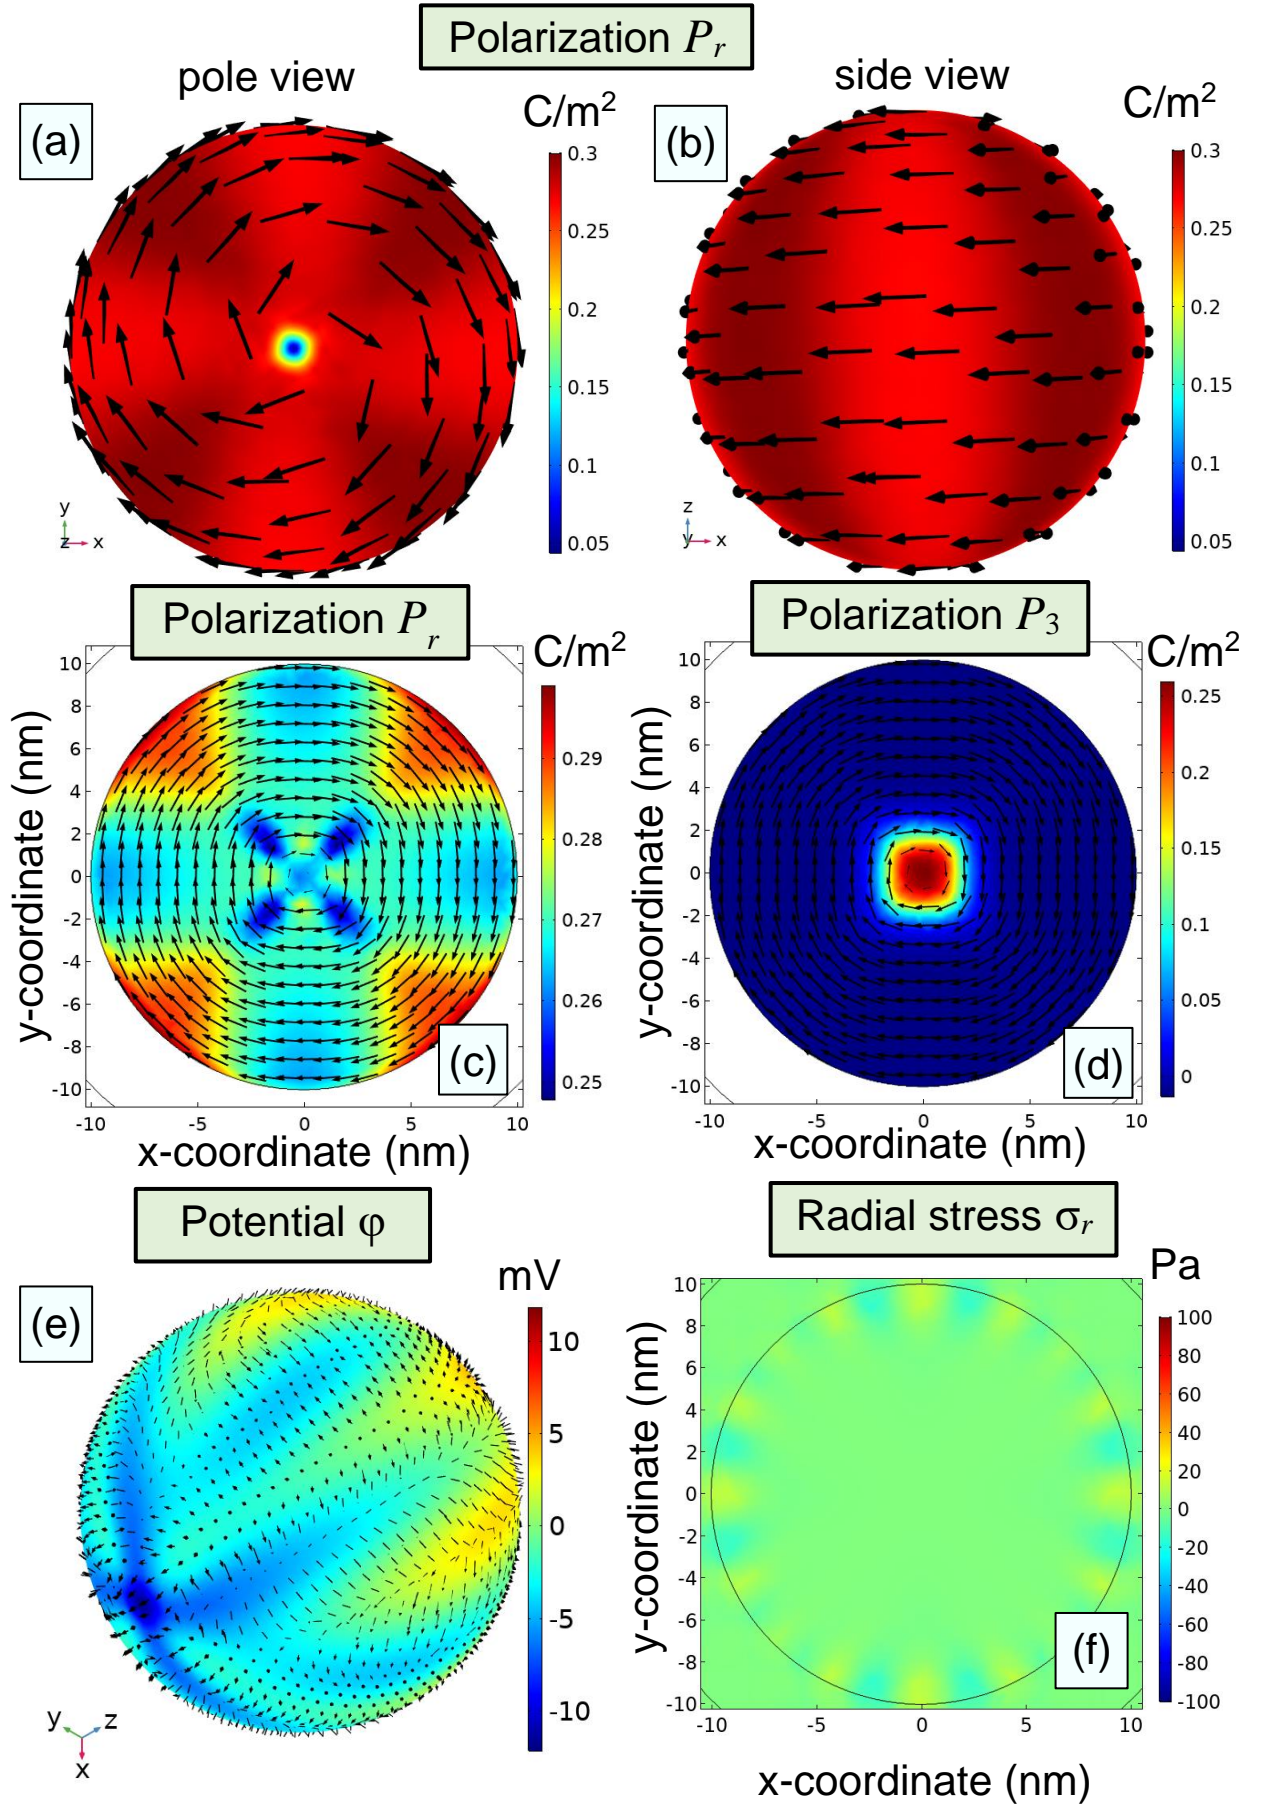 Polarization Pr
pole view
side view
(a)
C/m2
0.3
0.25
0.2
0.15
0.1
0.05
y
z
x
(b)
C/m2
0.3
0.25
0.2
0.15
0.1
0.05
z
y
x
Polarization Pr
C/m2
y-coordinate (nm)
10
8
6
4
2
0
-2
-4
-6
-8
-10
-10
-5
0
5
10
x-coordinate (nm)
0.29
0.28
0.27
0.26
0.25
(c)
Polarization P3
C/m2
y-coordinate (nm)
10
8
6
4
2
0
-2
-4
-6
-8
-10
-10
-5
0
5
10
x-coordinate (nm)
0.25
0.2
0.15
0.1
0.05
0
(d)
Potential φ
(e)
mV
10
5
0
-5
-10
y
z
x
Radial stress σr
Pa
y-coordinate (nm)
10
8
6
4
2
0
-2
-4
-6
-8
-10
-10
-5
0
5
10
x-coordinate (nm)
100
80
60
40
20
0
-20
-40
-60
-80
-100
(f)